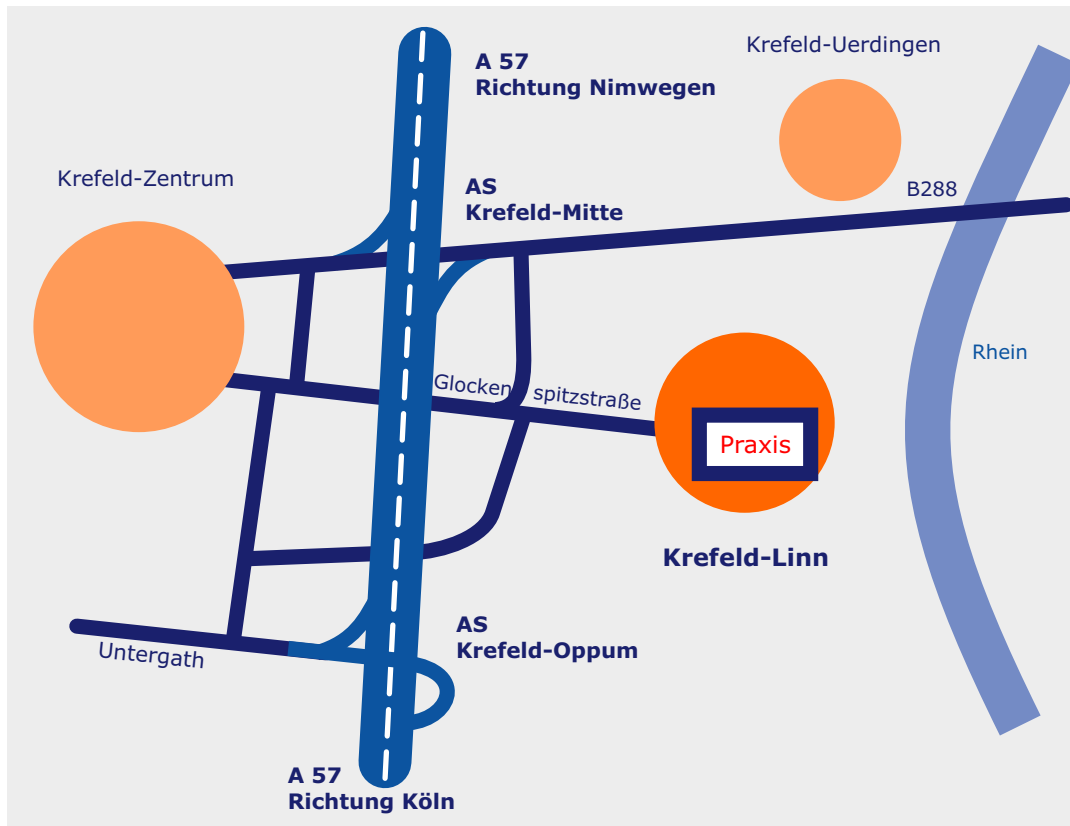 Krefeld-Uerdingen
A 57
Richtung Nimwegen
Krefeld-Zentrum
AS
Krefeld-Mitte
B288
Rhein
Glocken spitzstraße
Praxis
Krefeld-Linn
AS
Krefeld-Oppum
Untergath
A 57
Richtung Köln